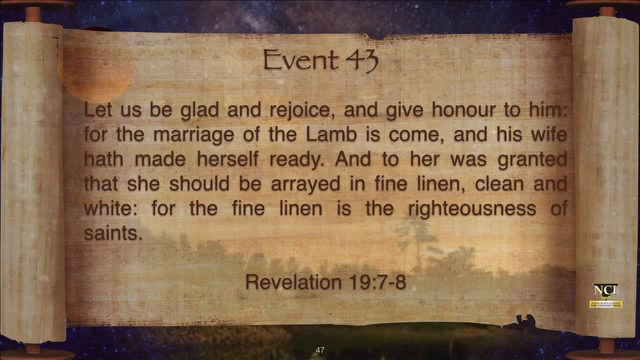 Event 43
Let us be glad and rejoice, and give honour to him:
for the marriage of the Lamb is come, and his wife
hath made herself ready. And to her was granted
that she should be arrayed in fine linen, clean and
white: for the fine linen is the righteousness of
saints.
Revelation 19:7-8
NCI
47